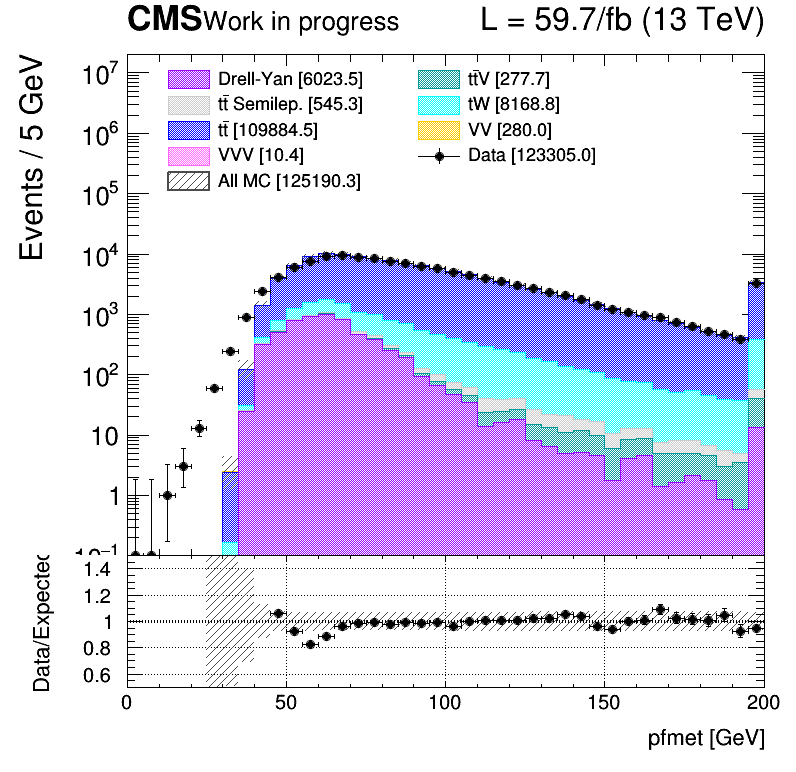 CMS Work in progress L = 59.7/fb (13 TeV)
Events / 5 GeV
10⁷
10⁶
10⁵
10⁴
10³
10²
10
1
10⁻¹
Drell-Yan [6023.5]
tt̄ Semilep. [545.3]
tt̄ [109884.5]
VVV [10.4]
All MC [125190.3]
tt̄V [277.7]
tW [8168.8]
VV [280.0]
Data [123305.0]
Data/Expected
1.4
1.2
1
0.8
0.6
0 50 100 150 200
pfmet [GeV]